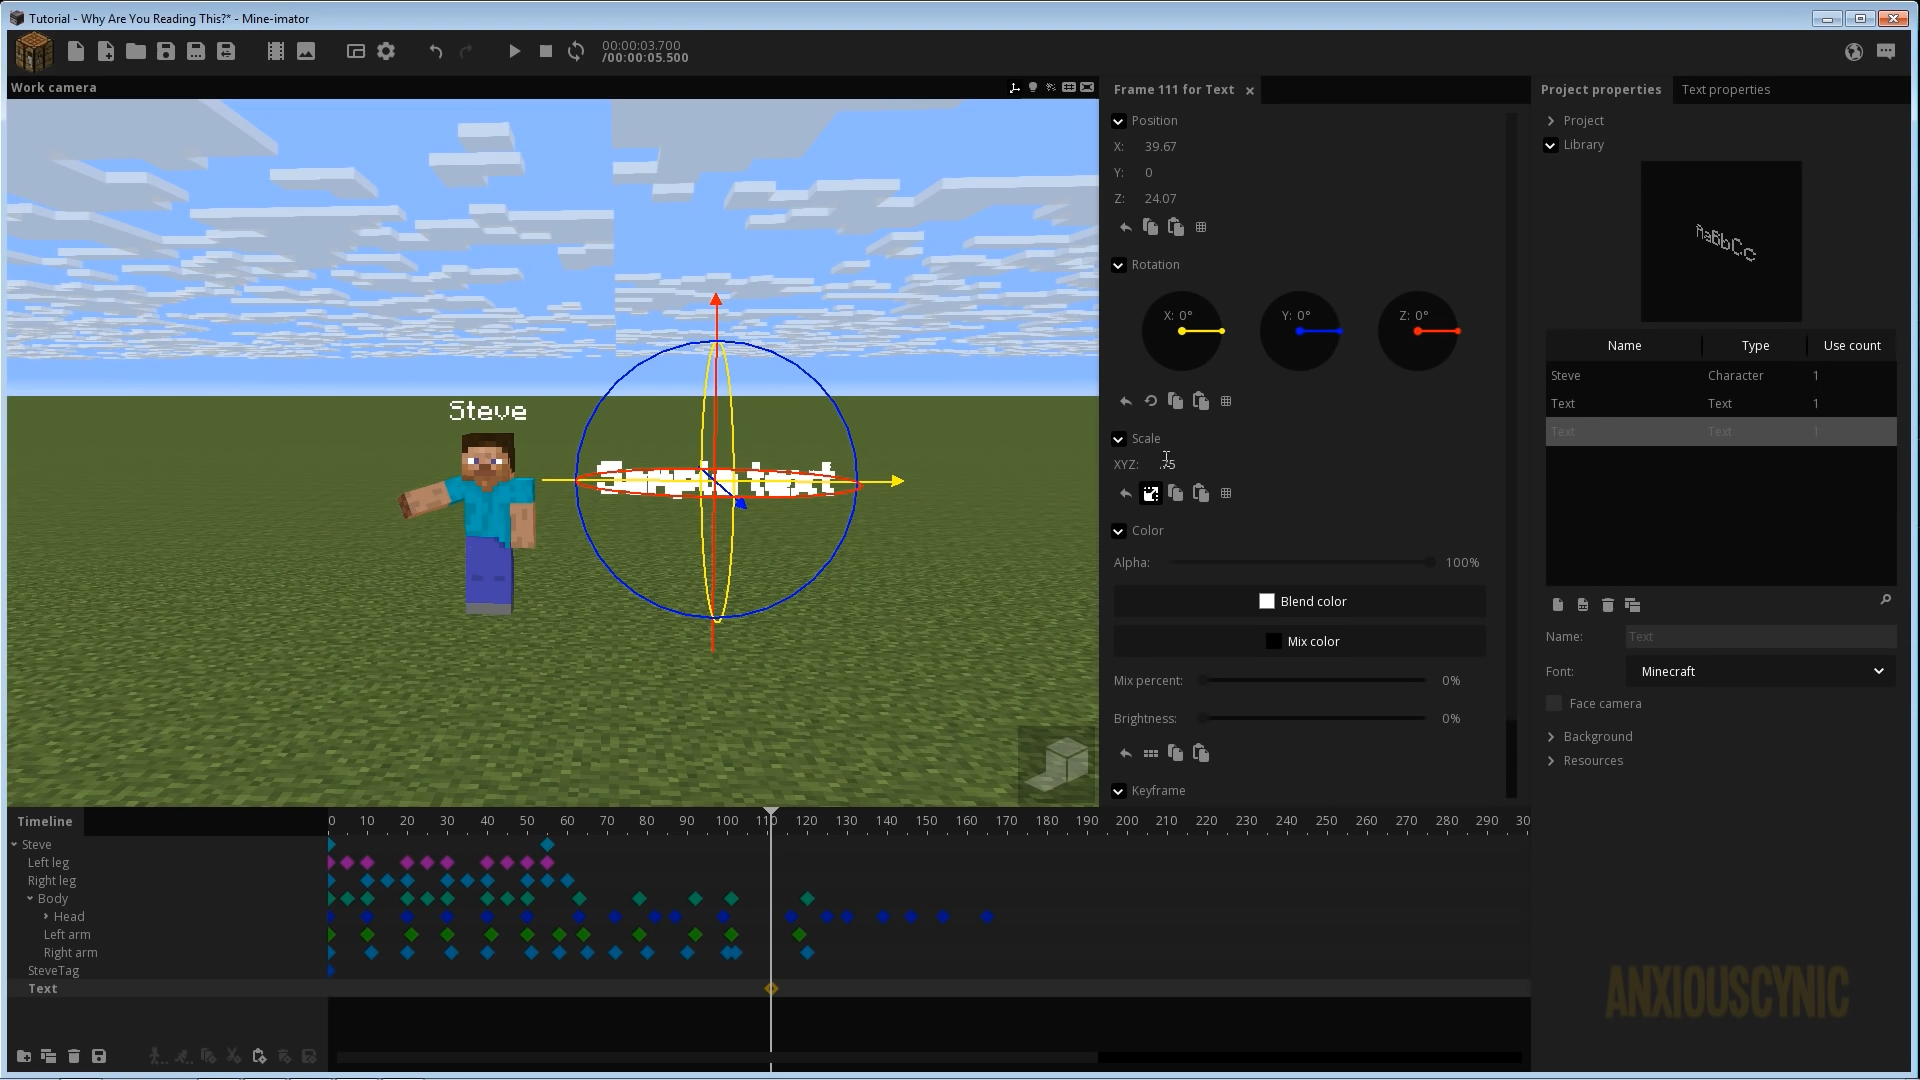 Tutorial - Why Are You Reading This?* - Mine-imator
00:00:03.700
/00:00:05.500
Work camera
Steve
Frame 111 for Text
Position
X: 39.67
Y: 0
Z: 24.07
Rotation
X: 0° Y: 0° Z: 0°
Scale
XYZ: .75
Color
Alpha: 100%
Blend color
Mix color
Mix percent: 0%
Brightness: 0%
Keyframe
Project properties Text properties
Project
Library
AaBbCc
Name Type Use count
Steve Character 1
Text Text 1
Text Text 1
Name: Text
Font: Minecraft
Face camera
Background
Resources
Timeline
0 10 20 30 40 50 60 70 80 90 100 110 120 130 140 150 160 170 180 190 200 210 220 230 240 250 260 270 280 290 30
Steve
Left leg
Right leg
Body
Head
Left arm
Right arm
SteveTag
Text
ANXIOUSCYNIC